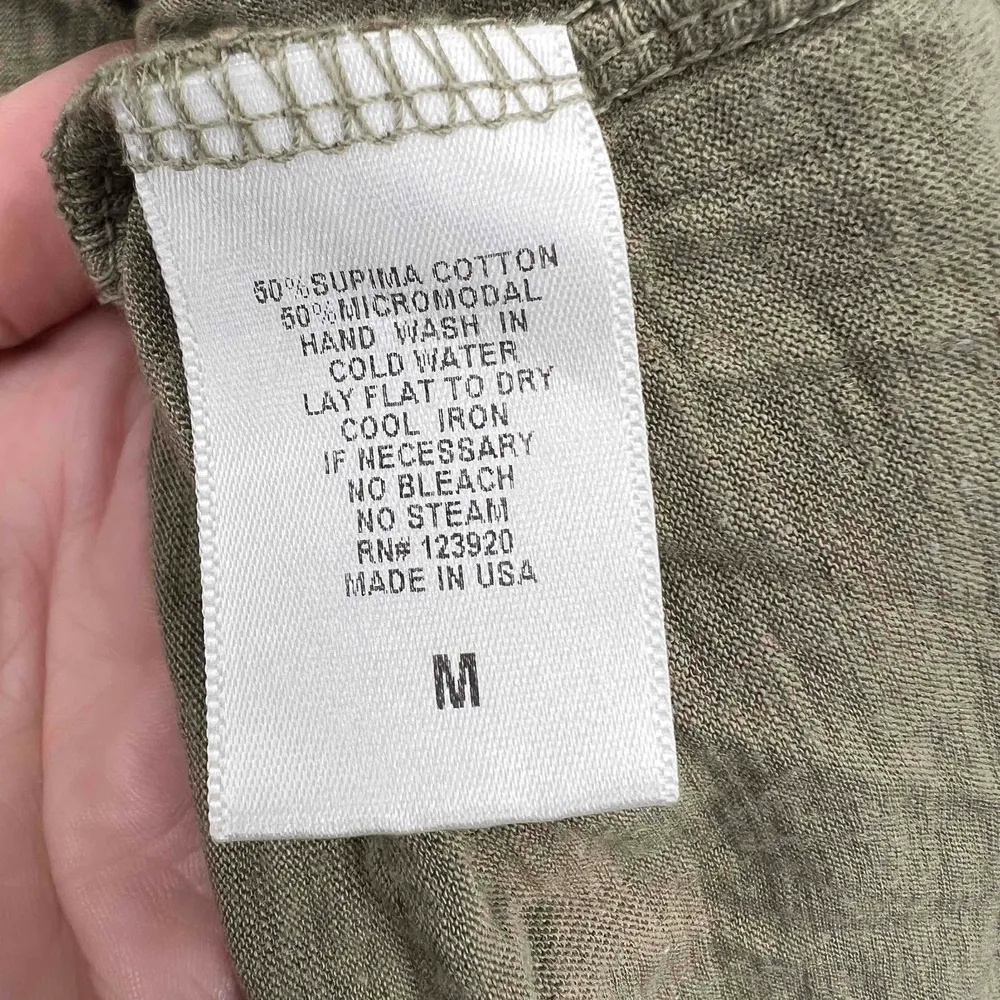 50%SUPIMA COTTON
50%MICROMODAL
HAND WASH IN
COLD WATER
LAY FLAT TO DRY
COOL IRON
IF NECESSARY
NO BLEACH
NO STEAM
RN# 123920
MADE IN USA
M